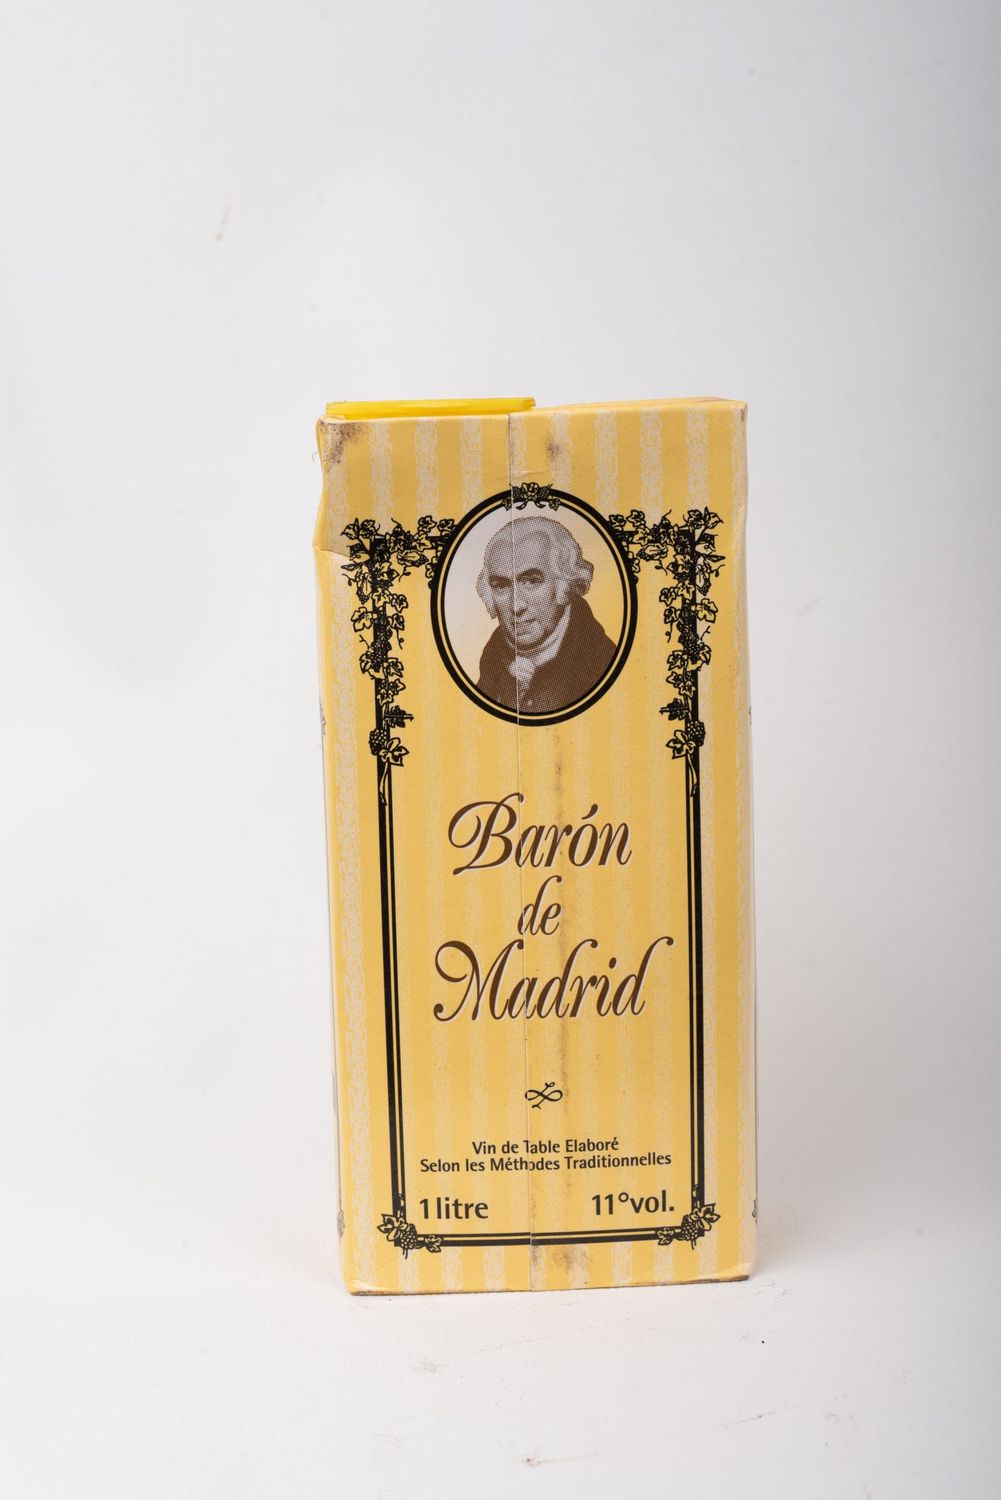 Barón
de
Madrid
Vin de Table Elaboré
Selon les Méthodes Traditionnelles
1 litre 11°vol.